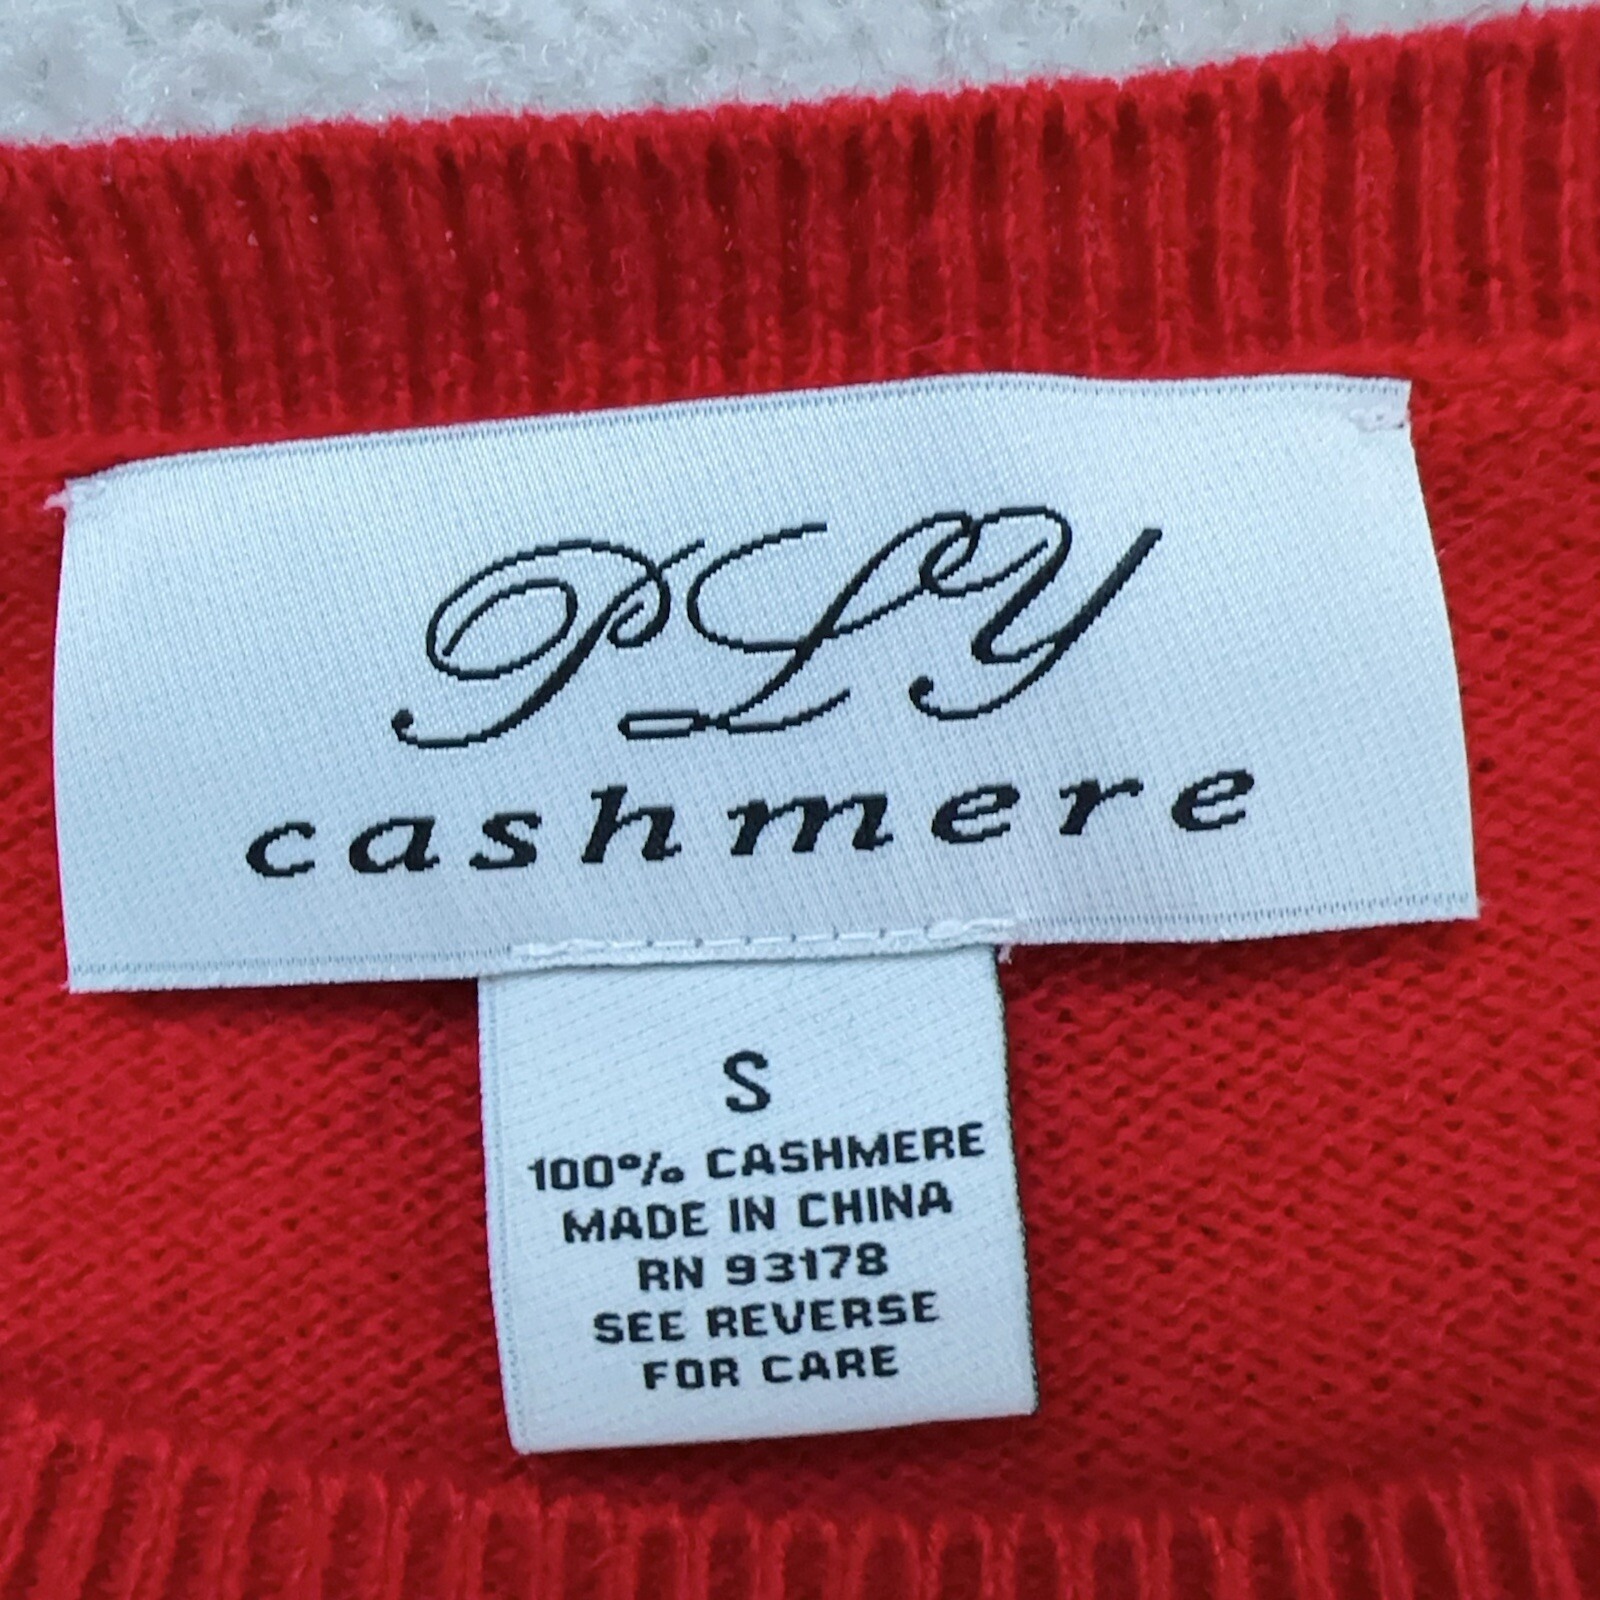 PLY
cashmere
S
100% CASHMERE
MADE IN CHINA
RN 93178
SEE REVERSE
FOR CARE